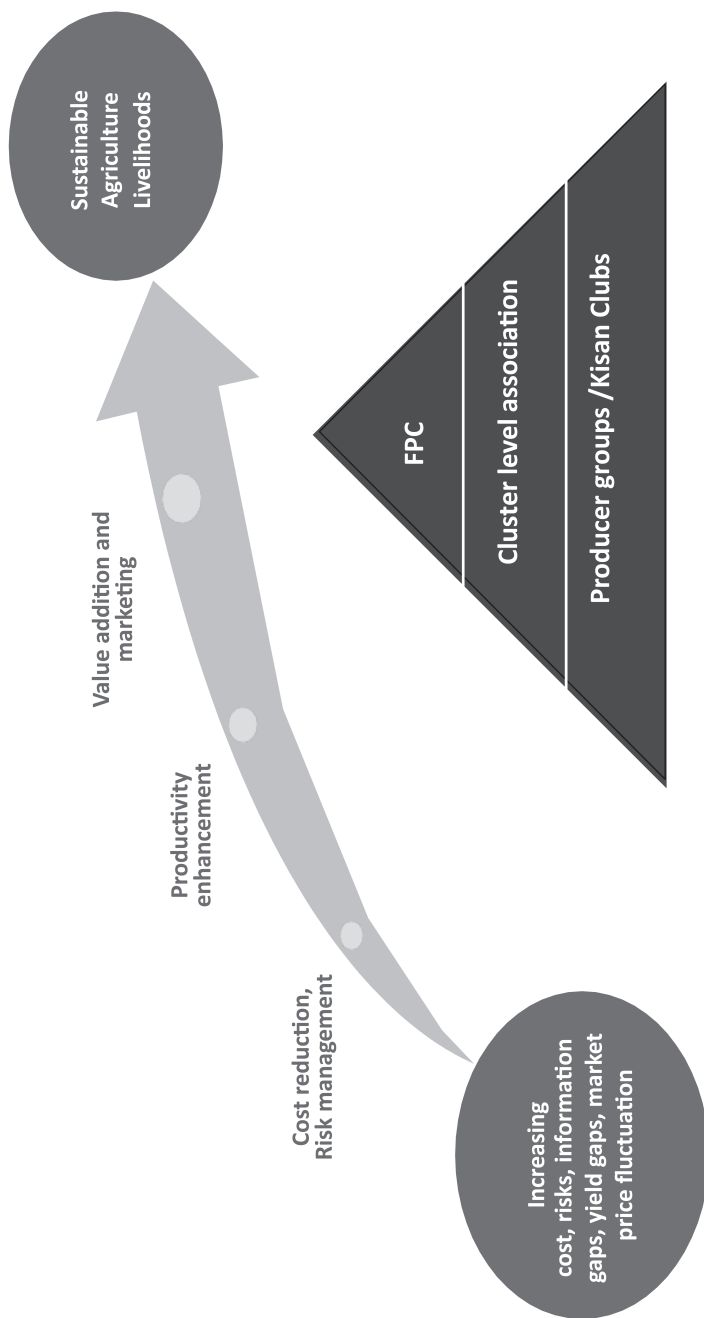 Increasing
cost, risks, information
gaps, yield gaps, market
price fluctuation
Cost reduction,
Risk management
Productivity
enhancement
Value addition and
marketing
Sustainable
Agriculture
Livelihoods
FPC
Cluster level association
Producer groups /Kisan Clubs